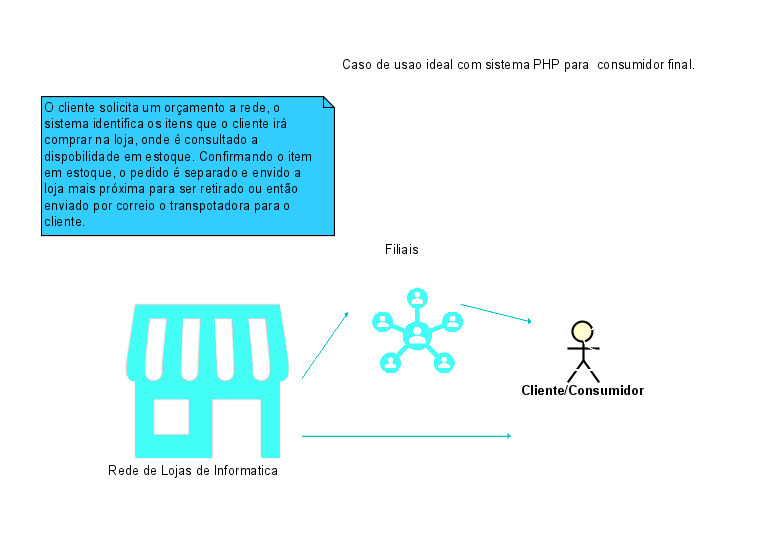 Caso de usao ideal com sistema PHP para  consumidor final.
O cliente solicita um orçamento a rede, o
sistema identifica os itens que o cliente irá
comprar na loja, onde é consultado a
dispobilidade em estoque. Confirmando o item
em estoque, o pedido é separado e envido a
loja mais próxima para ser retirado ou então
enviado por correio o transpotadora para o
cliente.
Filiais
Cliente/Consumidor
Rede de Lojas de Informatica